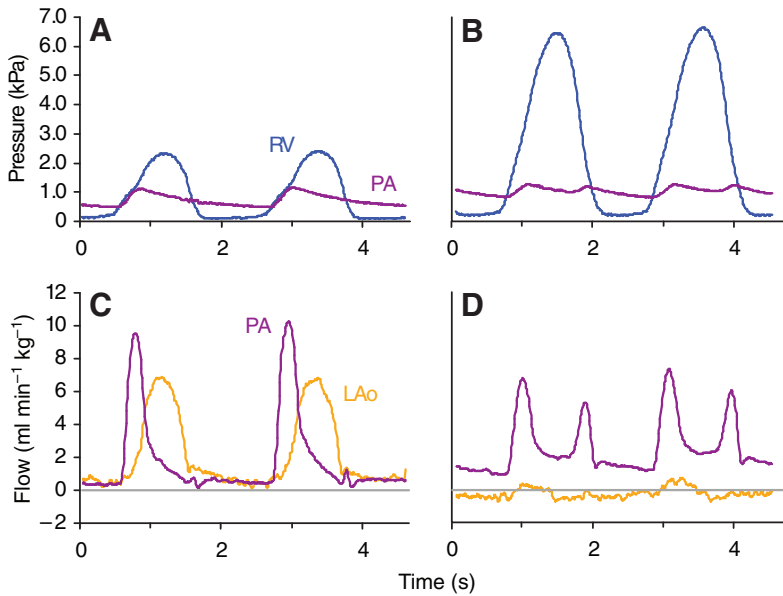 A
B
Pressure (kPa)
7.0
6.0
5.0
4.0
3.0
2.0
1.0
0
RV
PA
0 2 4
0 2 4
C
D
Flow (ml min⁻¹ kg⁻¹)
12
10
8
6
4
2
0
−2
PA
LAo
0 2 4
0 2 4
Time (s)